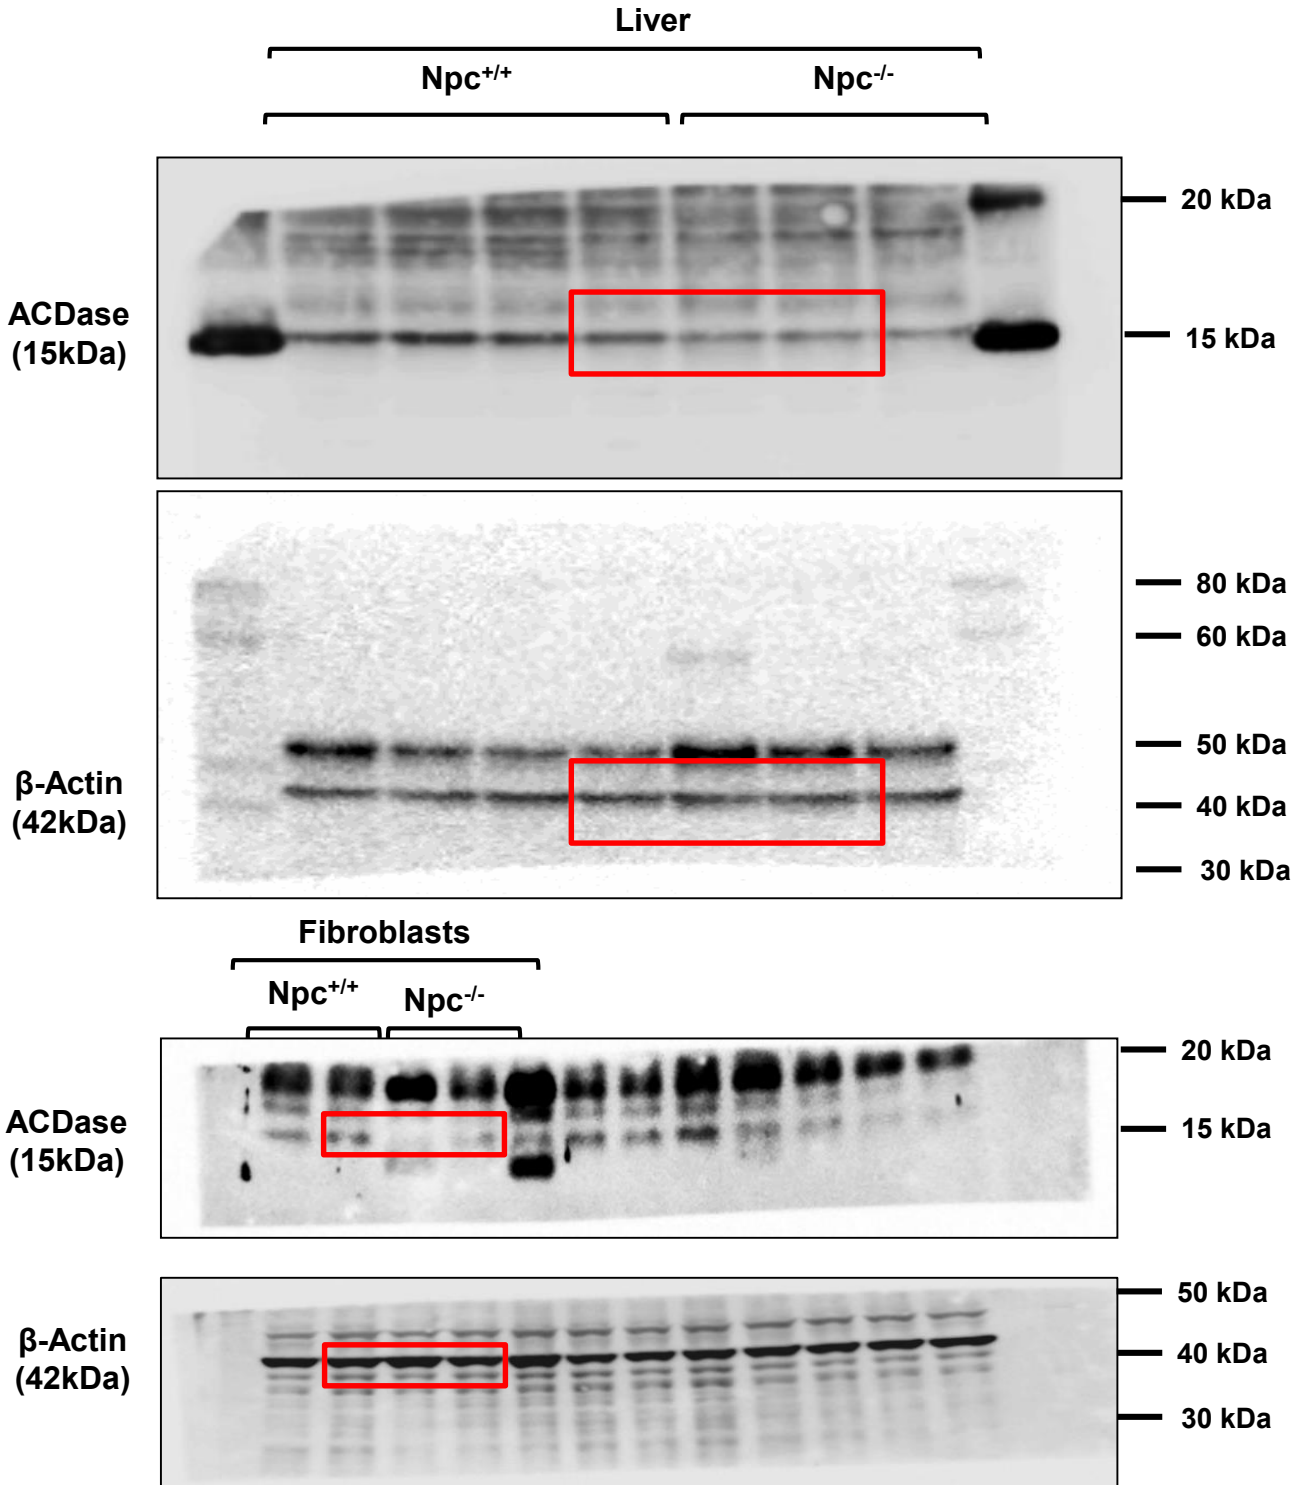 Liver
Npc+/+
Npc-/-
20 kDa
ACDase
(15kDa)
15 kDa
80 kDa
60 kDa
50 kDa
β-Actin
(42kDa)
40 kDa
30 kDa
Fibroblasts
Npc+/+
Npc-/-
20 kDa
ACDase
(15kDa)
15 kDa
50 kDa
β-Actin
(42kDa)
40 kDa
30 kDa